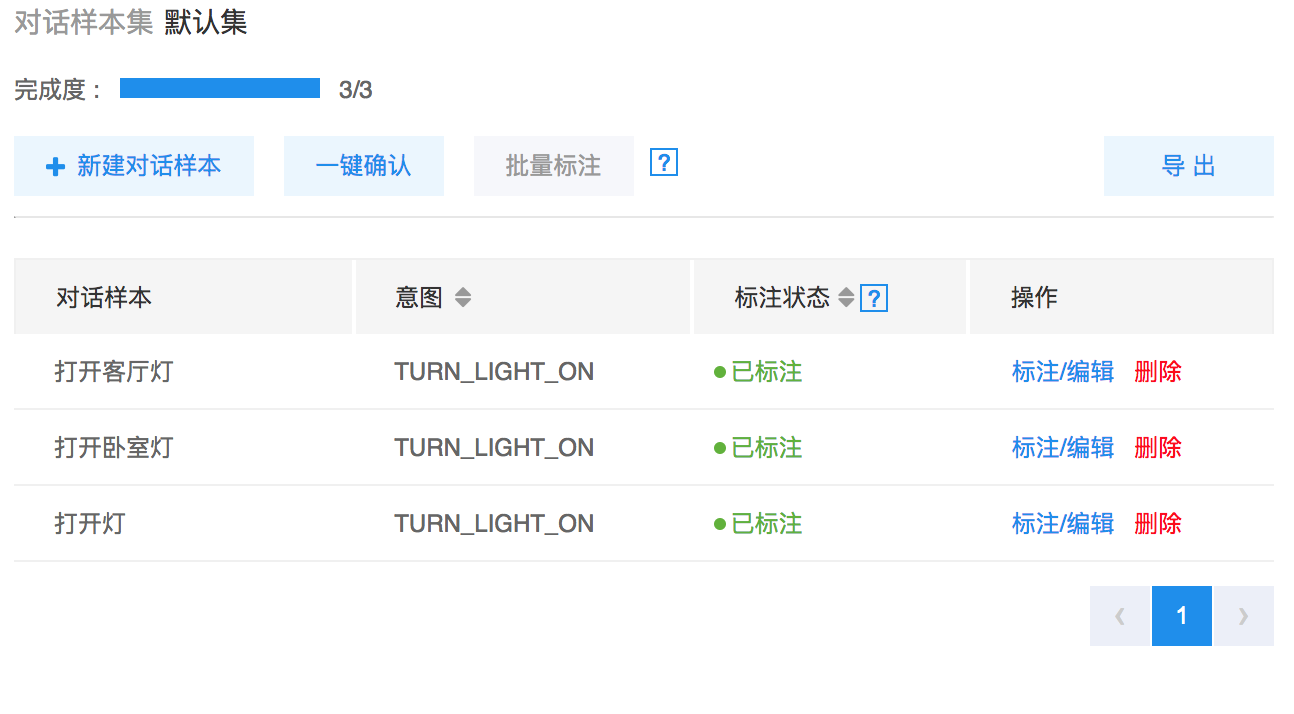 对话样本集 默认集
完成度： 3/3
+ 新建对话样本 一键确认 批量标注 ? 导 出
对话样本 意图 标注状态 ? 操作
打开客厅灯 TURN_LIGHT_ON 已标注 标注/编辑 删除
打开卧室灯 TURN_LIGHT_ON 已标注 标注/编辑 删除
打开灯 TURN_LIGHT_ON 已标注 标注/编辑 删除
‹ 1 ›